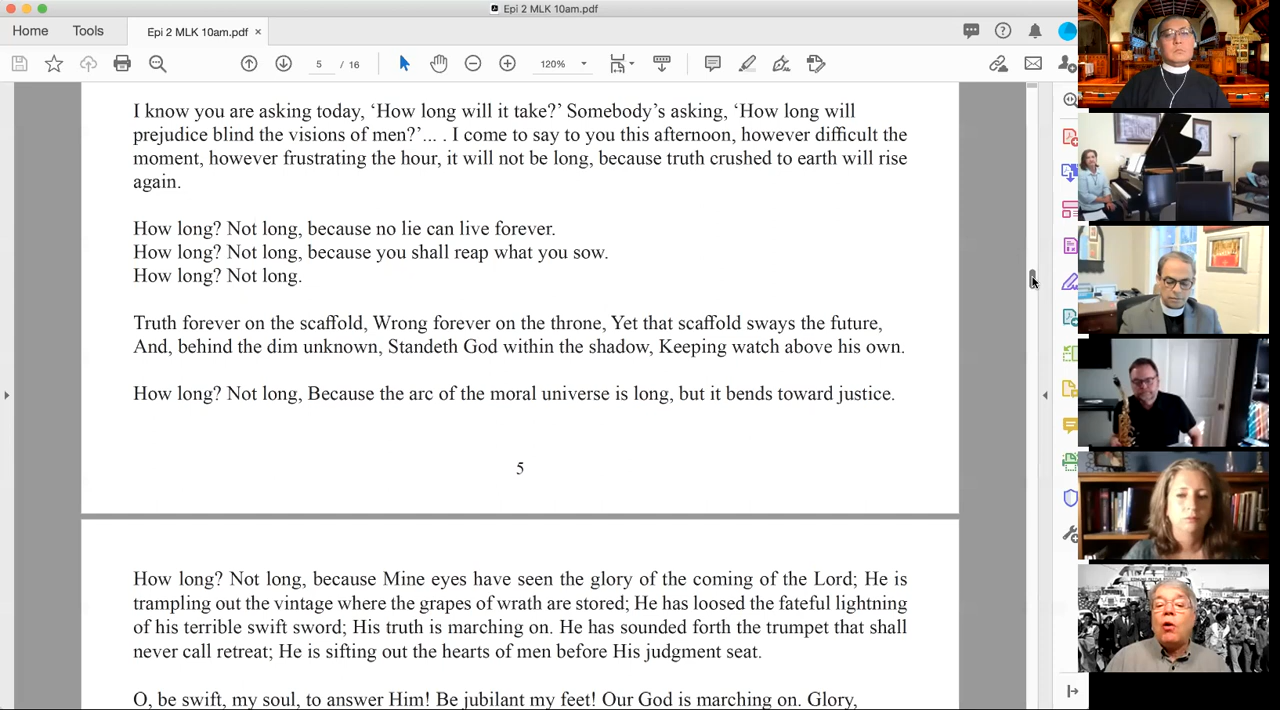 Epi 2 MLK 10am.pdf
Home
Tools
Epi 2 MLK 10am.pdf ×
5 / 16
120%
I know you are asking today, ‘How long will it take?’ Somebody’s asking, ‘How long will
prejudice blind the visions of men?’... . I come to say to you this afternoon, however difficult the
moment, however frustrating the hour, it will not be long, because truth crushed to earth will rise
again.
How long? Not long, because no lie can live forever.
How long? Not long, because you shall reap what you sow.
How long? Not long.
Truth forever on the scaffold, Wrong forever on the throne, Yet that scaffold sways the future,
And, behind the dim unknown, Standeth God within the shadow, Keeping watch above his own.
How long? Not long, Because the arc of the moral universe is long, but it bends toward justice.
5
How long? Not long, because Mine eyes have seen the glory of the coming of the Lord; He is
trampling out the vintage where the grapes of wrath are stored; He has loosed the fateful lightning
of his terrible swift sword; His truth is marching on. He has sounded forth the trumpet that shall
never call retreat; He is sifting out the hearts of men before His judgment seat.
O, be swift, my soul, to answer Him! Be jubilant my feet! Our God is marching on. Glory,